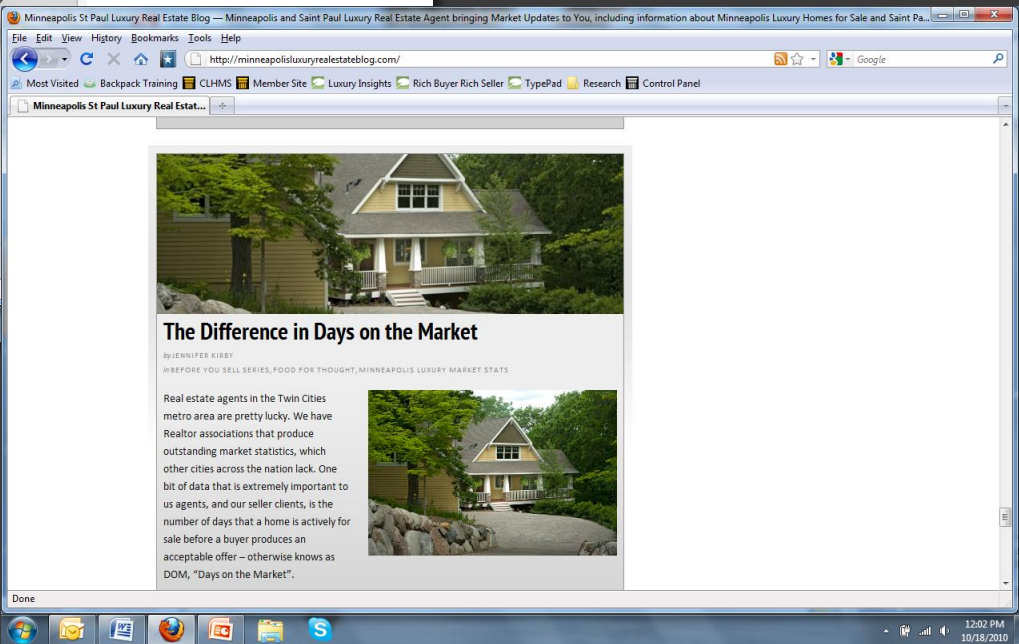 Minneapolis St Paul Luxury Real Estate Blog — Minneapolis and Saint Paul Luxury Real Estate Agent bringing Market Updates to You, including information about Minneapolis Luxury Homes for Sale and Saint Pa...
File Edit View History Bookmarks Tools Help
http://minneapolisluxuryrealestateblog.com/ Google
Most Visited Backpack Training CLHMS Member Site Luxury Insights Rich Buyer Rich Seller TypePad Research Control Panel
Minneapolis St Paul Luxury Real Estat...
The Difference in Days on the Market
by JENNIFER KIRBY
in BEFORE YOU SELL SERIES, FOOD FOR THOUGHT, MINNEAPOLIS LUXURY MARKET STATS
Real estate agents in the Twin Cities
metro area are pretty lucky. We have
Realtor associations that produce
outstanding market statistics, which
other cities across the nation lack. One
bit of data that is extremely important to
us agents, and our seller clients, is the
number of days that a home is actively for
sale before a buyer produces an
acceptable offer – otherwise knows as
DOM, “Days on the Market”.
Done
12:02 PM
10/18/2010